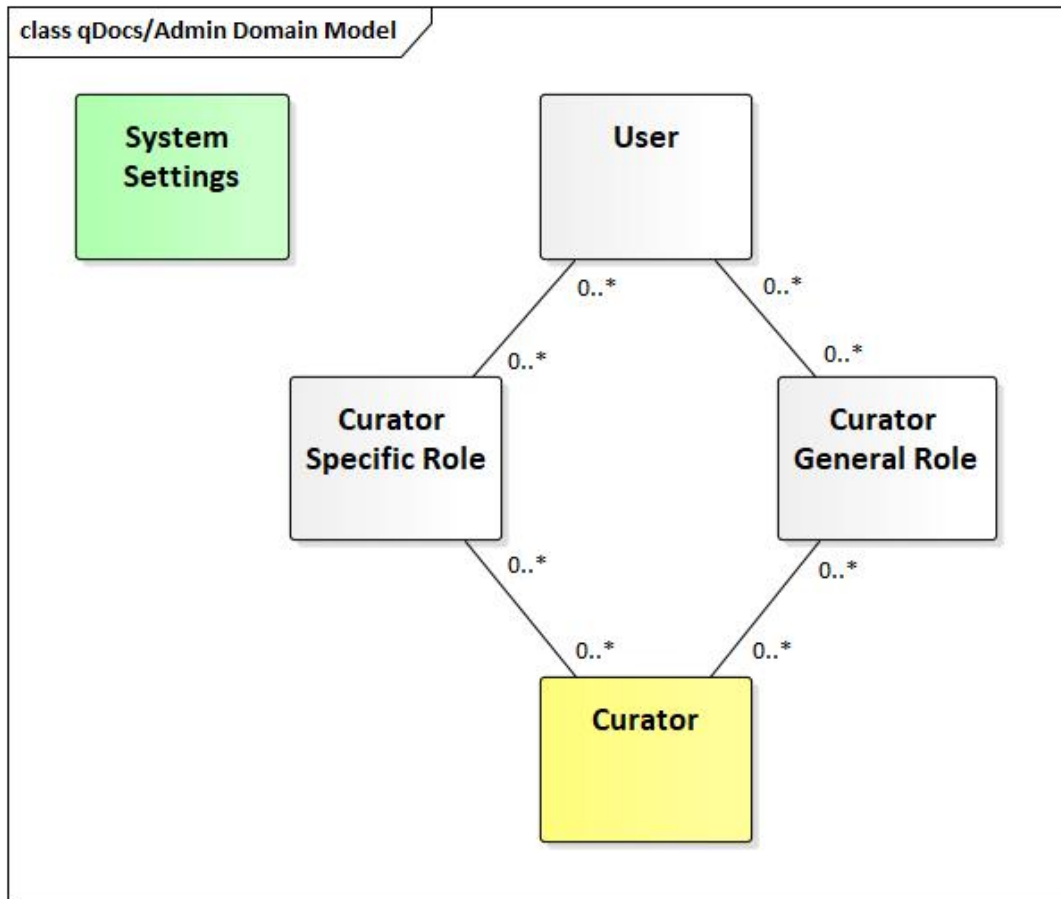 class qDocs/Admin Domain Model
System
Settings
User
0..*
0..*
0..*
0..*
Curator
Specific Role
Curator
General Role
0..*
0..*
0..*
0..*
Curator